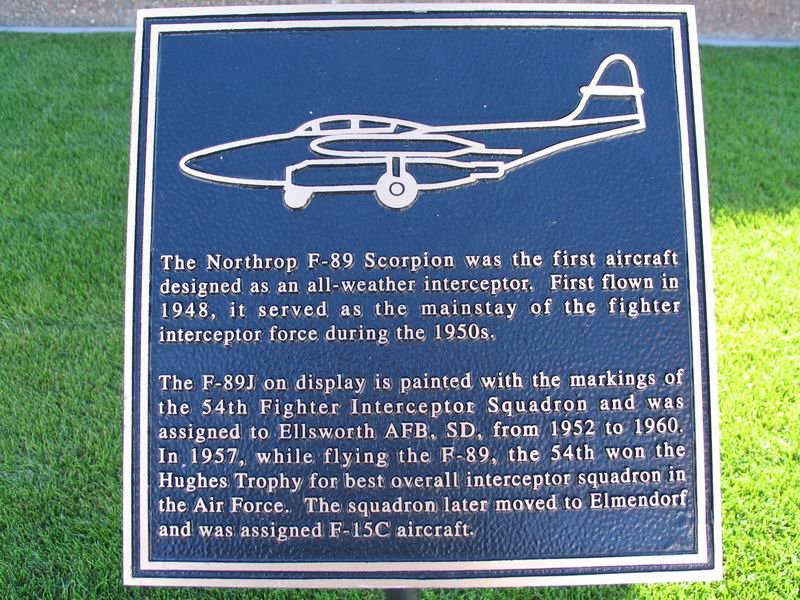 The Northrop F-89 Scorpion was the first aircraft
designed as an all-weather interceptor. First flown in
1948, it served as the mainstay of the fighter
interceptor force during the 1950s.
The F-89J on display is painted with the markings of
the 54th Fighter Interceptor Squadron and was
assigned to Ellsworth AFB, SD, from 1952 to 1960.
In 1957, while flying the F-89, the 54th won the
Hughes Trophy for best overall interceptor squadron in
the Air Force. The squadron later moved to Elmendorf
and was assigned F-15C aircraft.